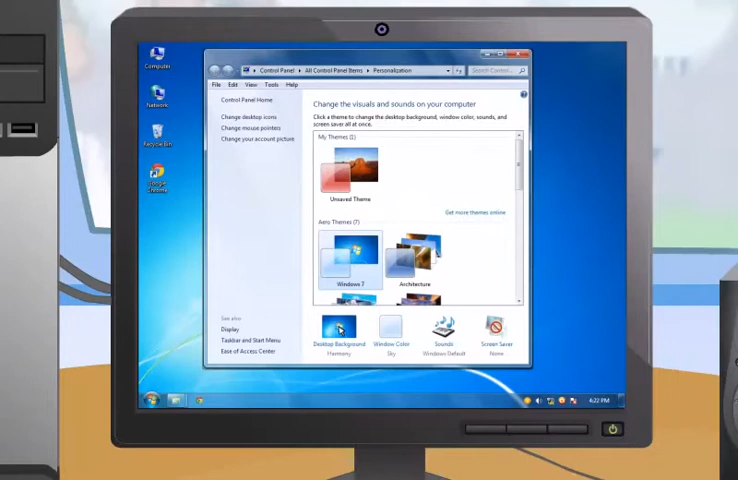 Computer
Network
Recycle Bin
Google
Chrome
Control Panel
All Control Panel Items
Personalization
Search Control...
File Edit View Tools Help
Control Panel Home
Change desktop icons
Change mouse pointers
Change your account picture
Change the visuals and sounds on your computer
Click a theme to change the desktop background, window color, sounds, and
screen saver all at once.
My Themes (1)
Unsaved Theme
Get more themes online
Aero Themes (7)
Windows 7
Architecture
See also
Display
Taskbar and Start Menu
Ease of Access Center
Desktop Background
Harmony
Window Color
Sky
Sounds
Windows Default
Screen Saver
None
6:22 PM